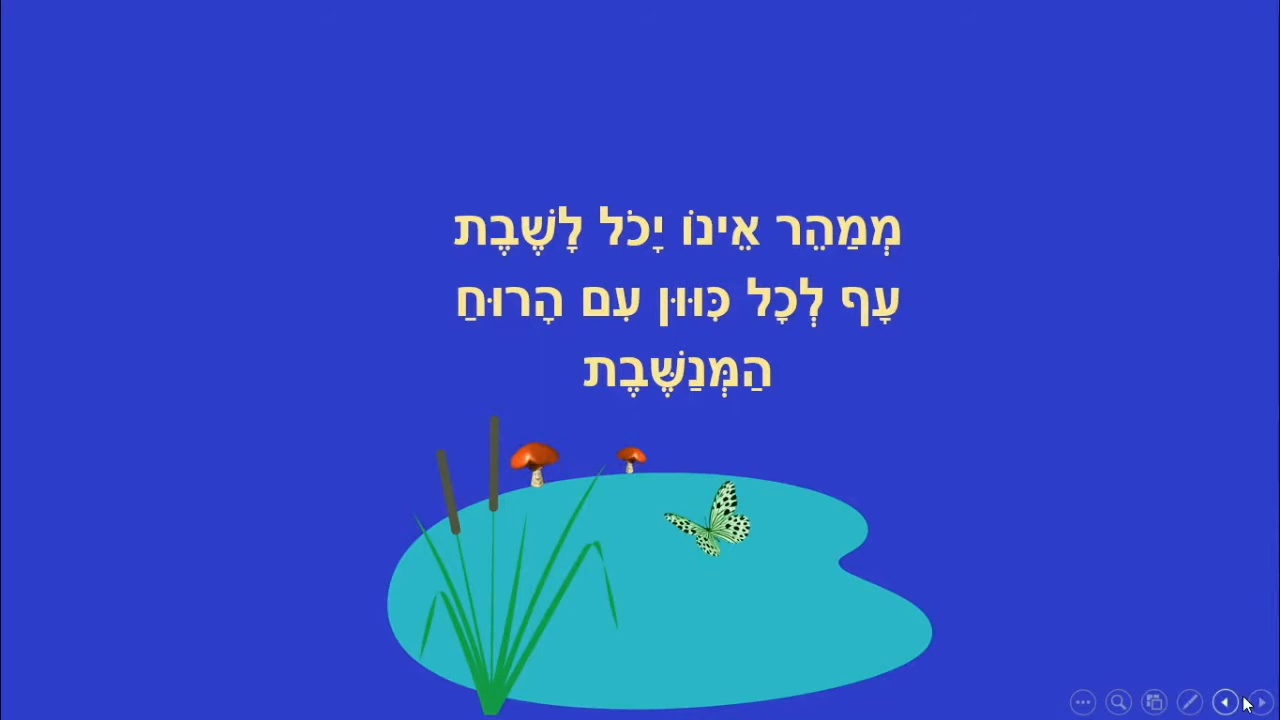 מְמַהֵר אֵינוֹ יָכֹל לָשֶׁבֶת
עָף לְכָל כִּוּוּן עִם הָרוּחַ
הַמְּנַשֶּׁבֶת